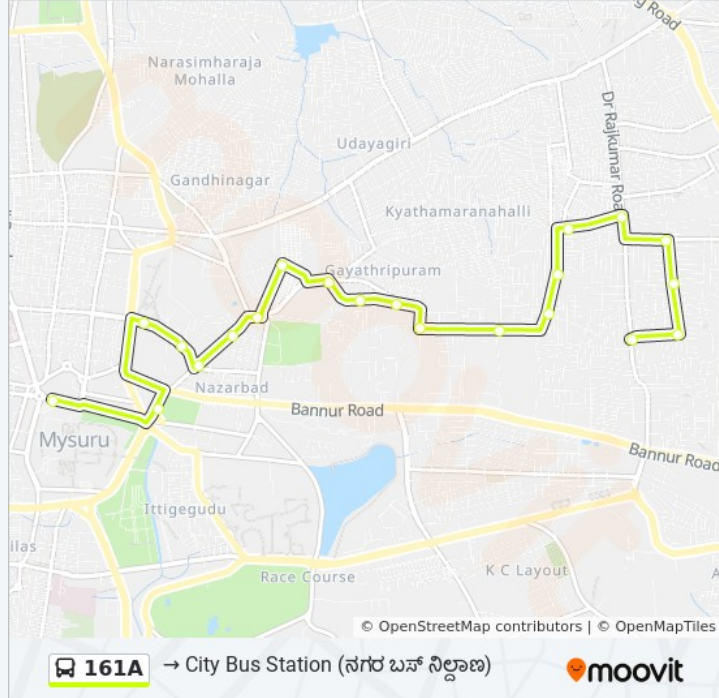 g Road
Narasimharaja
Mohalla
Dr Rajkumar Road
Udayagiri
Gandhinagar
Kyathamaranahalli
Gayathripuram
Nazarbad
Bannur Road
Mysuru
Bannur Road
Ittigegudu
ilas
Race Course
K C Layout
A
© OpenStreetMap contributors | © OpenMapTiles
161A → City Bus Station (ನಗರ ಬಸ್ ನಿಲ್ದಾಣ)
moovit